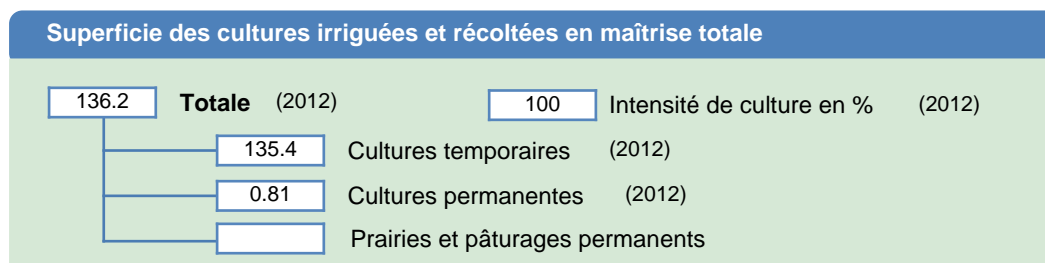 Superficie des cultures irriguées et récoltées en maîtrise totale
136.2 Totale (2012) 100 Intensité de culture en % (2012)
135.4 Cultures temporaires (2012)
0.81 Cultures permanentes (2012)
Prairies et pâturages permanents